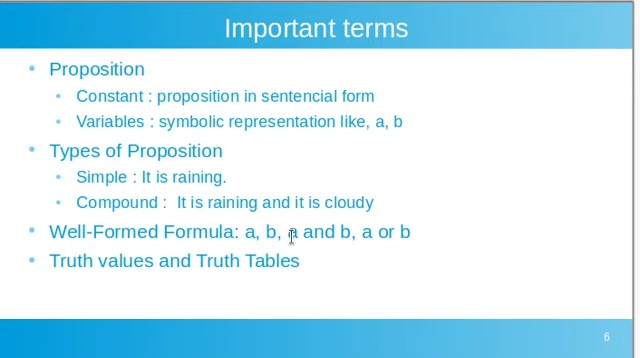 Important terms
• Proposition
• Constant : proposition in sentencial form
• Variables : symbolic representation like, a, b
• Types of Proposition
• Simple : It is raining.
• Compound :  It is raining and it is cloudy
• Well-Formed Formula: a, b, a and b, a or b
• Truth values and Truth Tables
6